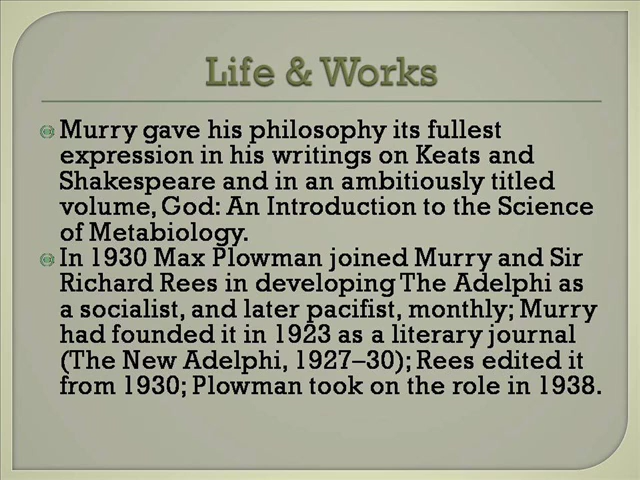 Life & Works
Murry gave his philosophy its fullest
expression in his writings on Keats and
Shakespeare and in an ambitiously titled
volume, God: An Introduction to the Science
of Metabiology.
In 1930 Max Plowman joined Murry and Sir
Richard Rees in developing The Adelphi as
a socialist, and later pacifist, monthly; Murry
had founded it in 1923 as a literary journal
(The New Adelphi, 1927–30); Rees edited it
from 1930; Plowman took on the role in 1938.